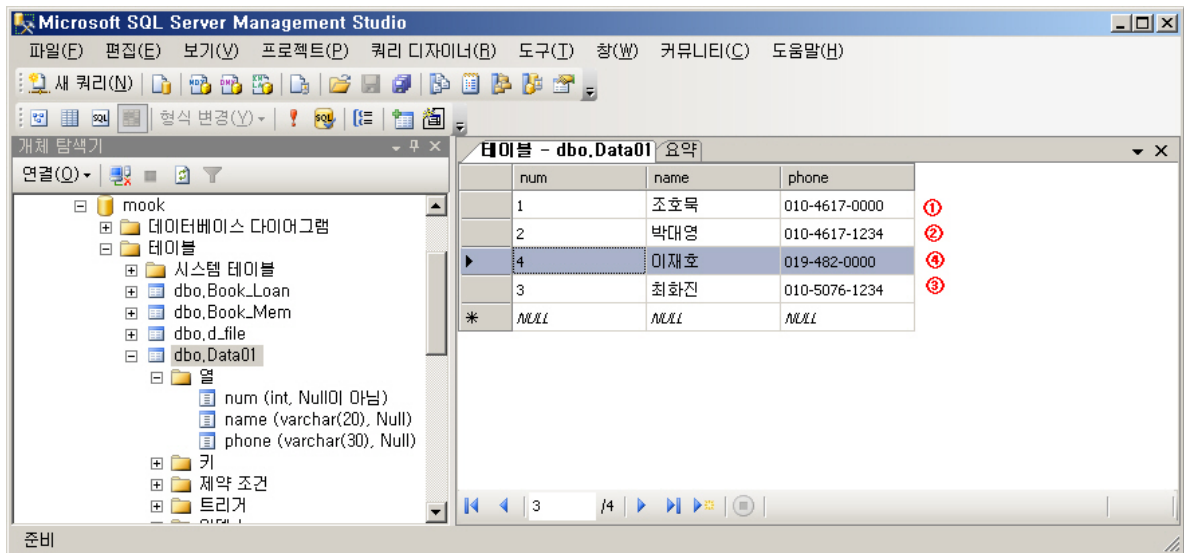 Microsoft SQL Server Management Studio
파일(F) 편집(E) 보기(V) 프로젝트(P) 쿼리 디자이너(R) 도구(T) 창(W) 커뮤니티(C) 도움말(H)
새 쿼리(N)
형식 변경(Y)
개체 탐색기
연결(O)
mook
데이터베이스 다이어그램
테이블
시스템 테이블
dbo.Book_Loan
dbo.Book_Mem
dbo.d_file
dbo.Data01
열
num (int, Null이 아님)
name (varchar(20), Null)
phone (varchar(30), Null)
키
제약 조건
트리거
테이블 - dbo.Data01 요약
num name phone
1 조호묵 010-4617-0000 ①
2 박대영 010-4617-1234 ②
4 이재호 019-482-0000 ④
3 최화진 010-5076-1234 ③
NULL NULL NULL
3 /4
준비